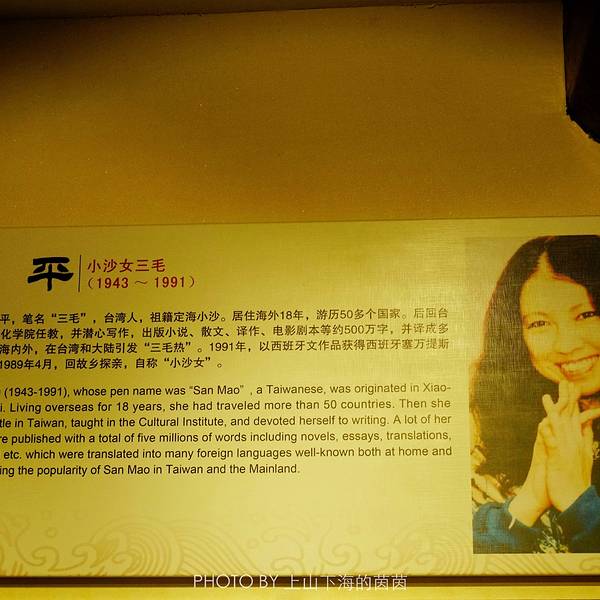 平
小沙女三毛
（1943 ～ 1991）
平，笔名“三毛”，台湾人，祖籍定海小沙。居住海外18年，游历50多个国家。后回台
化学院任教，并潜心写作，出版小说、散文、译作、电影剧本等约500万字，并译成多
海内外，在台湾和大陆引发“三毛热”。1991年，以西班牙文作品获得西班牙塞万提斯
1989年4月，回故乡探亲，自称“小沙女”。
(1943-1991), whose pen name was “San Mao” , a Taiwanese, was originated in Xiao-
i. Living overseas for 18 years, she had traveled more than 50 countries. Then she
tle in Taiwan, taught in the Cultural Institute, and devoted herself to writing. A lot of her
re published with a total of five millions of words including novels, essays, translations,
etc. which were translated into many foreign languages well-known both at home and
ing the popularity of San Mao in Taiwan and the Mainland.
PHOTO BY 上山下海的茵茵